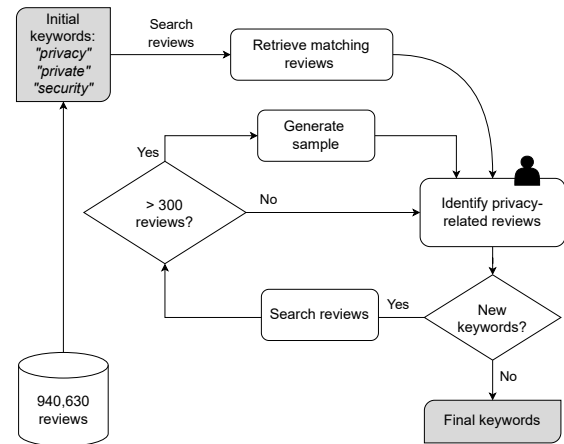 Initial
keywords:
"privacy"
"private"
"security"
Search
reviews
Retrieve matching
reviews
Generate
sample
Yes
> 300
reviews?
No
Identify privacy-
related reviews
Search reviews
Yes
New
keywords?
No
940,630
reviews
Final keywords